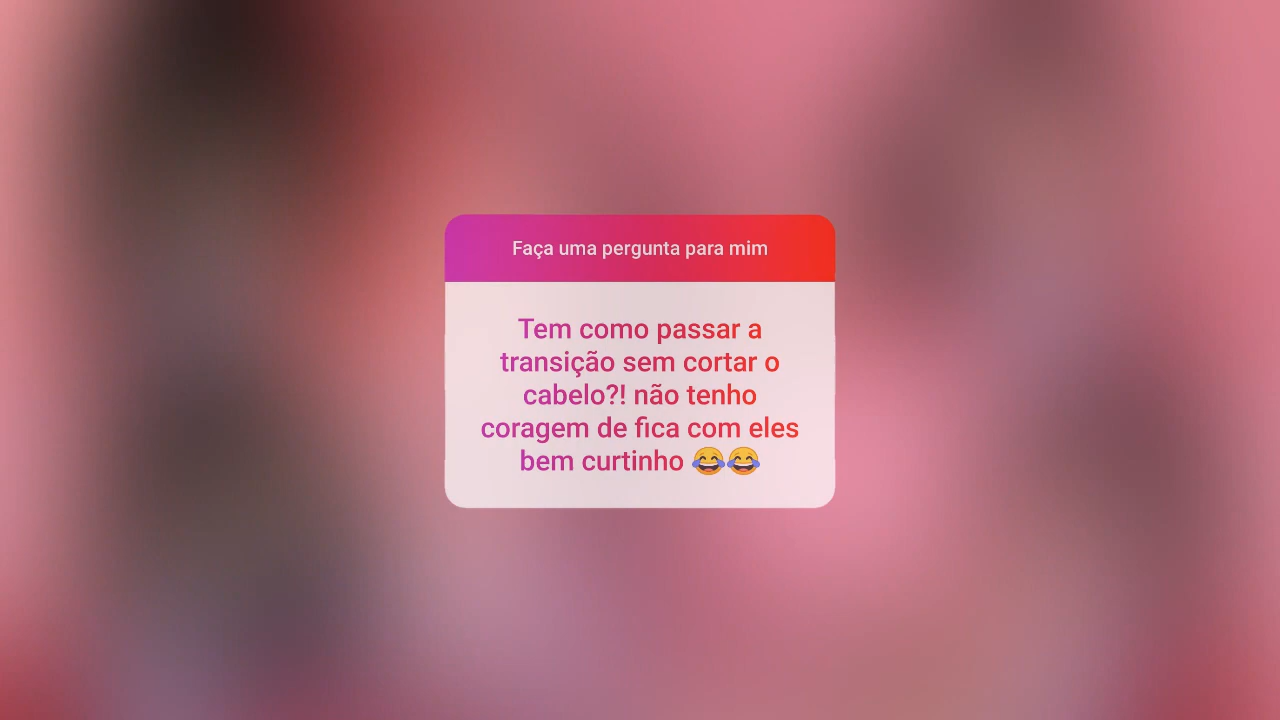 Faça uma pergunta para mim
Tem como passar a
transição sem cortar o
cabelo?! não tenho
coragem de fica com eles
bem curtinho 😂😂